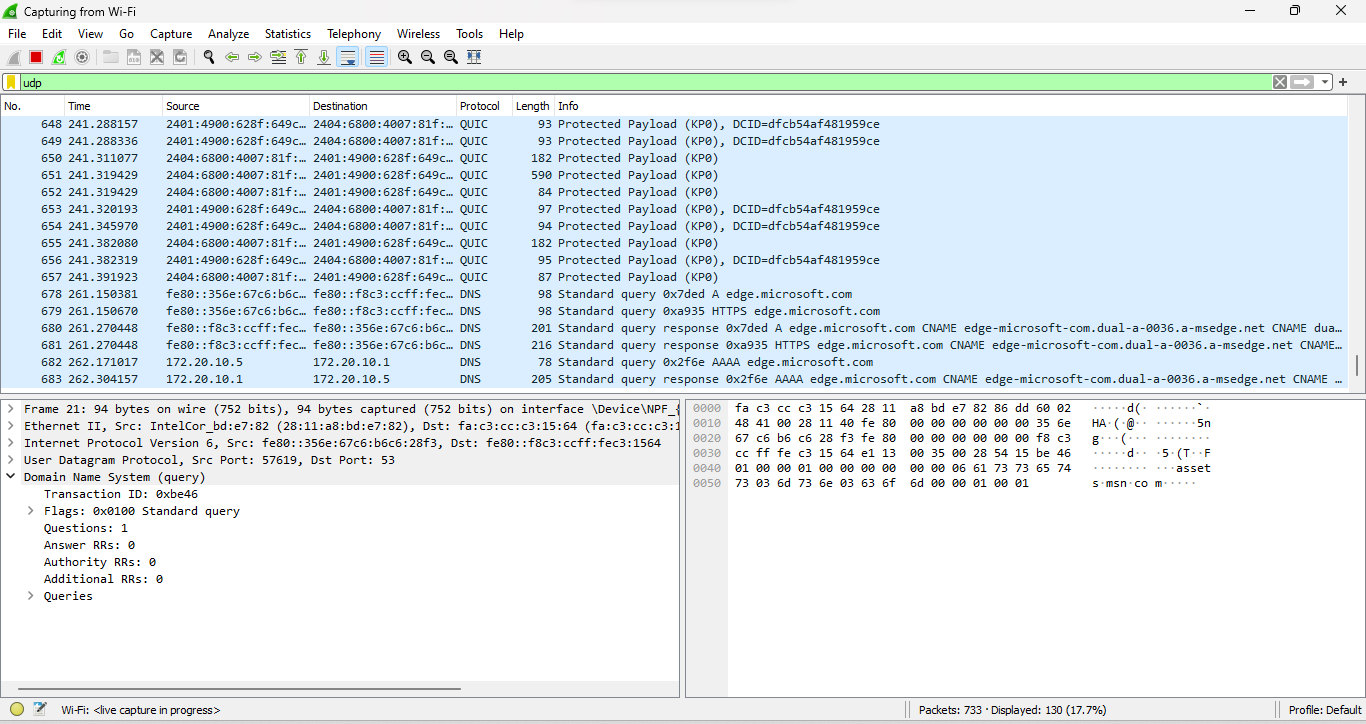 Capturing from Wi-Fi
File Edit View Go Capture Analyze Statistics Telephony Wireless Tools Help
udp
No. Time Source Destination Protocol Length Info
648 241.288157 2401:4900:628f:649c… 2404:6800:4007:81f:… QUIC 93 Protected Payload (KP0), DCID=dfcb54af481959ce
649 241.288336 2401:4900:628f:649c… 2404:6800:4007:81f:… QUIC 93 Protected Payload (KP0), DCID=dfcb54af481959ce
650 241.311077 2404:6800:4007:81f:… 2401:4900:628f:649c… QUIC 182 Protected Payload (KP0)
651 241.319429 2404:6800:4007:81f:… 2401:4900:628f:649c… QUIC 590 Protected Payload (KP0)
652 241.319429 2404:6800:4007:81f:… 2401:4900:628f:649c… QUIC 84 Protected Payload (KP0)
653 241.320193 2401:4900:628f:649c… 2404:6800:4007:81f:… QUIC 97 Protected Payload (KP0), DCID=dfcb54af481959ce
654 241.345970 2401:4900:628f:649c… 2404:6800:4007:81f:… QUIC 94 Protected Payload (KP0), DCID=dfcb54af481959ce
655 241.382080 2404:6800:4007:81f:… 2401:4900:628f:649c… QUIC 182 Protected Payload (KP0)
656 241.382319 2401:4900:628f:649c… 2404:6800:4007:81f:… QUIC 95 Protected Payload (KP0), DCID=dfcb54af481959ce
657 241.391923 2404:6800:4007:81f:… 2401:4900:628f:649c… QUIC 87 Protected Payload (KP0)
678 261.150381 fe80::356e:67c6:b6c… fe80::f8c3:ccff:fec… DNS 98 Standard query 0x7ded A edge.microsoft.com
679 261.150670 fe80::356e:67c6:b6c… fe80::f8c3:ccff:fec… DNS 98 Standard query 0xa935 HTTPS edge.microsoft.com
680 261.270448 fe80::f8c3:ccff:fec… fe80::356e:67c6:b6c… DNS 201 Standard query response 0x7ded A edge.microsoft.com CNAME edge-microsoft-com.dual-a-0036.a-msedge.net CNAME dua…
681 261.270448 fe80::f8c3:ccff:fec… fe80::356e:67c6:b6c… DNS 216 Standard query response 0xa935 HTTPS edge.microsoft.com CNAME edge-microsoft-com.dual-a-0036.a-msedge.net CNAME…
682 262.171017 172.20.10.5 172.20.10.1 DNS 78 Standard query 0x2f6e AAAA edge.microsoft.com
683 262.304157 172.20.10.1 172.20.10.5 DNS 205 Standard query response 0x2f6e AAAA edge.microsoft.com CNAME edge-microsoft-com.dual-a-0036.a-msedge.net CNAME …
Frame 21: 94 bytes on wire (752 bits), 94 bytes captured (752 bits) on interface \Device\NPF_{
Ethernet II, Src: IntelCor_bd:e7:82 (28:11:a8:bd:e7:82), Dst: fa:c3:cc:c3:15:64 (fa:c3:cc:c3:1
Internet Protocol Version 6, Src: fe80::356e:67c6:b6c6:28f3, Dst: fe80::f8c3:ccff:fec3:1564
User Datagram Protocol, Src Port: 57619, Dst Port: 53
Domain Name System (query)
Transaction ID: 0xbe46
Flags: 0x0100 Standard query
Questions: 1
Answer RRs: 0
Authority RRs: 0
Additional RRs: 0
Queries
0000 fa c3 cc c3 15 64 28 11 a8 bd e7 82 86 dd 60 02 ·····d(· ······`·
0010 48 41 00 28 11 40 fe 80 00 00 00 00 00 00 35 6e HA·(·@·· ······5n
0020 67 c6 b6 c6 28 f3 fe 80 00 00 00 00 00 00 f8 c3 g···(··· ········
0030 cc ff fe c3 15 64 e1 13 00 35 00 28 54 15 be 46 ·····d·· ·5·(T··F
0040 01 00 00 01 00 00 00 00 00 00 06 61 73 73 65 74 ········ ···asset
0050 73 03 6d 73 6e 03 63 6f 6d 00 00 01 00 01 s·msn·co m·····
Wi-Fi: <live capture in progress>
Packets: 733 · Displayed: 130 (17.7%)
Profile: Default